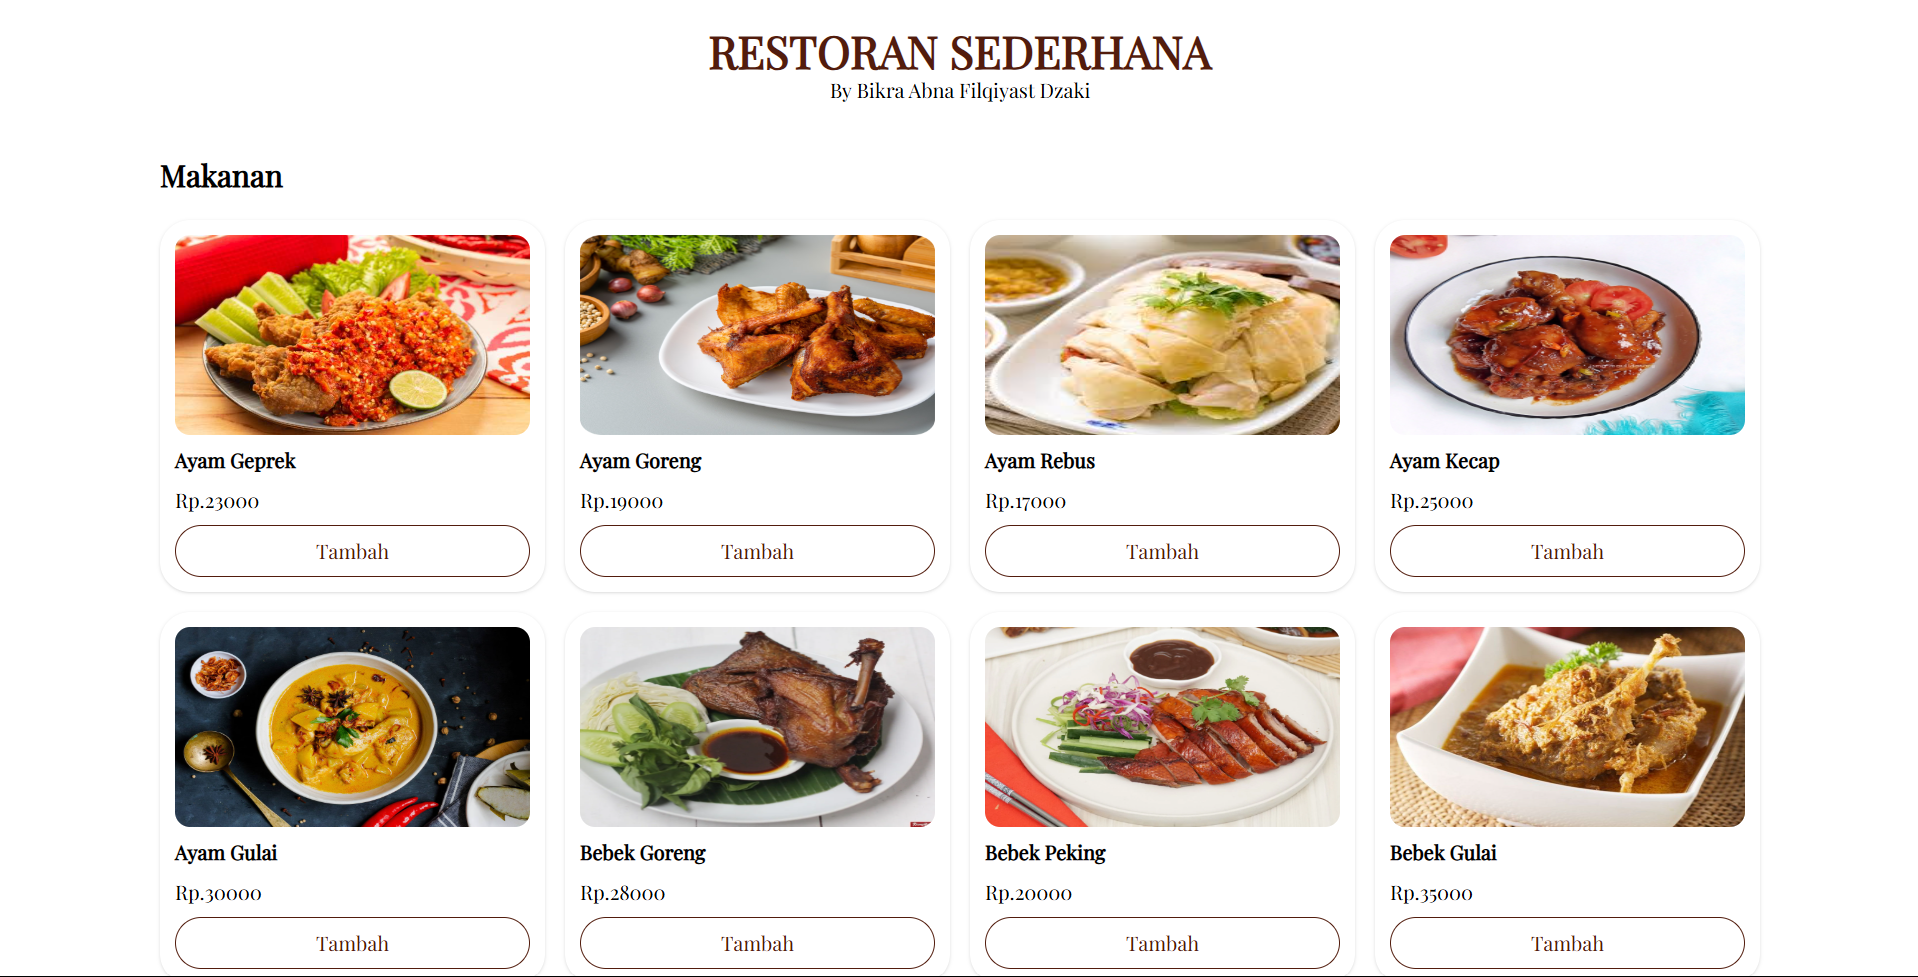 RESTORAN SEDERHANA
By Bikra Abna Filqiyast Dzaki
Makanan
Ayam Geprek
Rp.23000
Tambah
Ayam Goreng
Rp.19000
Tambah
Ayam Rebus
Rp.17000
Tambah
Ayam Kecap
Rp.25000
Tambah
Ayam Gulai
Rp.30000
Tambah
Bebek Goreng
Rp.28000
Tambah
Bebek Peking
Rp.20000
Tambah
Bebek Gulai
Rp.35000
Tambah